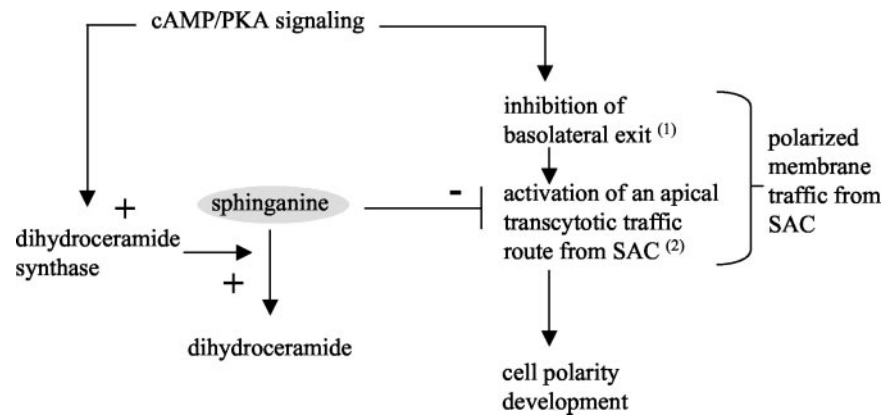 cAMP/PKA signaling
inhibition of
basolateral exit (1)
polarized
membrane
traffic from
SAC
-
activation of an apical
transcytotic traffic
route from SAC (2)
sphinganine
+
dihydroceramide
synthase
+
dihydroceramide
cell polarity
development